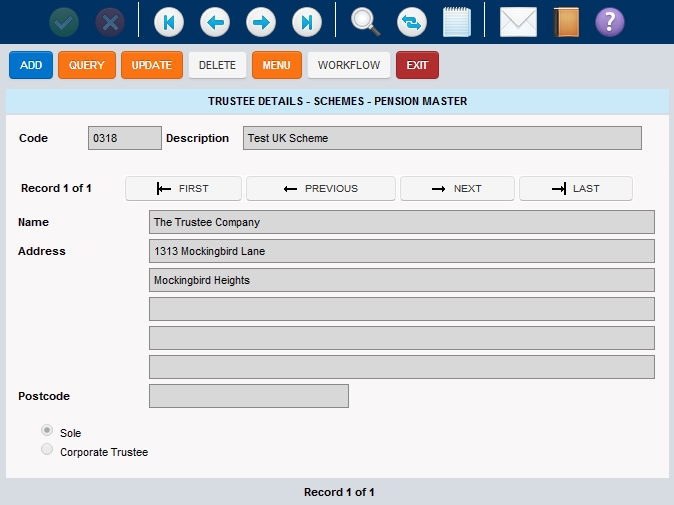 ?
ADD QUERY UPDATE DELETE MENU WORKFLOW EXIT
TRUSTEE DETAILS - SCHEMES - PENSION MASTER
Code 0318 Description Test UK Scheme
Record 1 of 1 FIRST PREVIOUS NEXT LAST
Name The Trustee Company
Address 1313 Mockingbird Lane
Mockingbird Heights
Postcode
Sole
Corporate Trustee
Record 1 of 1